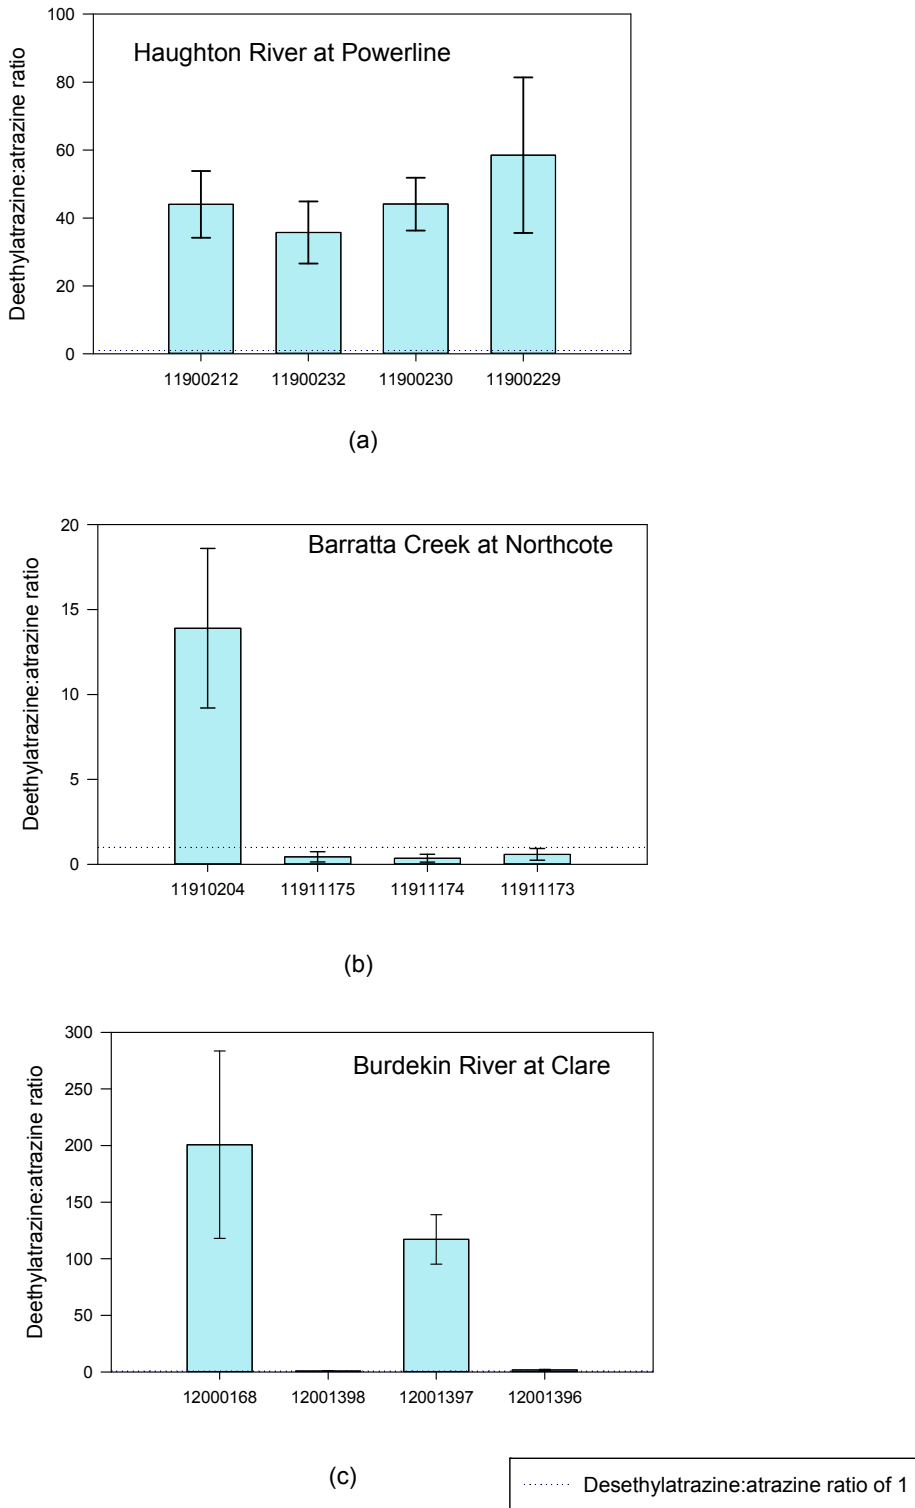 Haughton River at Powerline
Deethylatrazine:atrazine ratio
100
80
60
40
20
0
11900212 11900232 11900230 11900229
(a)
Barratta Creek at Northcote
Deethylatrazine:atrazine ratio
20
15
10
5
0
11910204 11911175 11911174 11911173
(b)
Burdekin River at Clare
Deethylatrazine:atrazine ratio
300
250
200
150
100
50
0
12000168 12001398 12001397 12001396
(c)
Desethylatrazine:atrazine ratio of 1